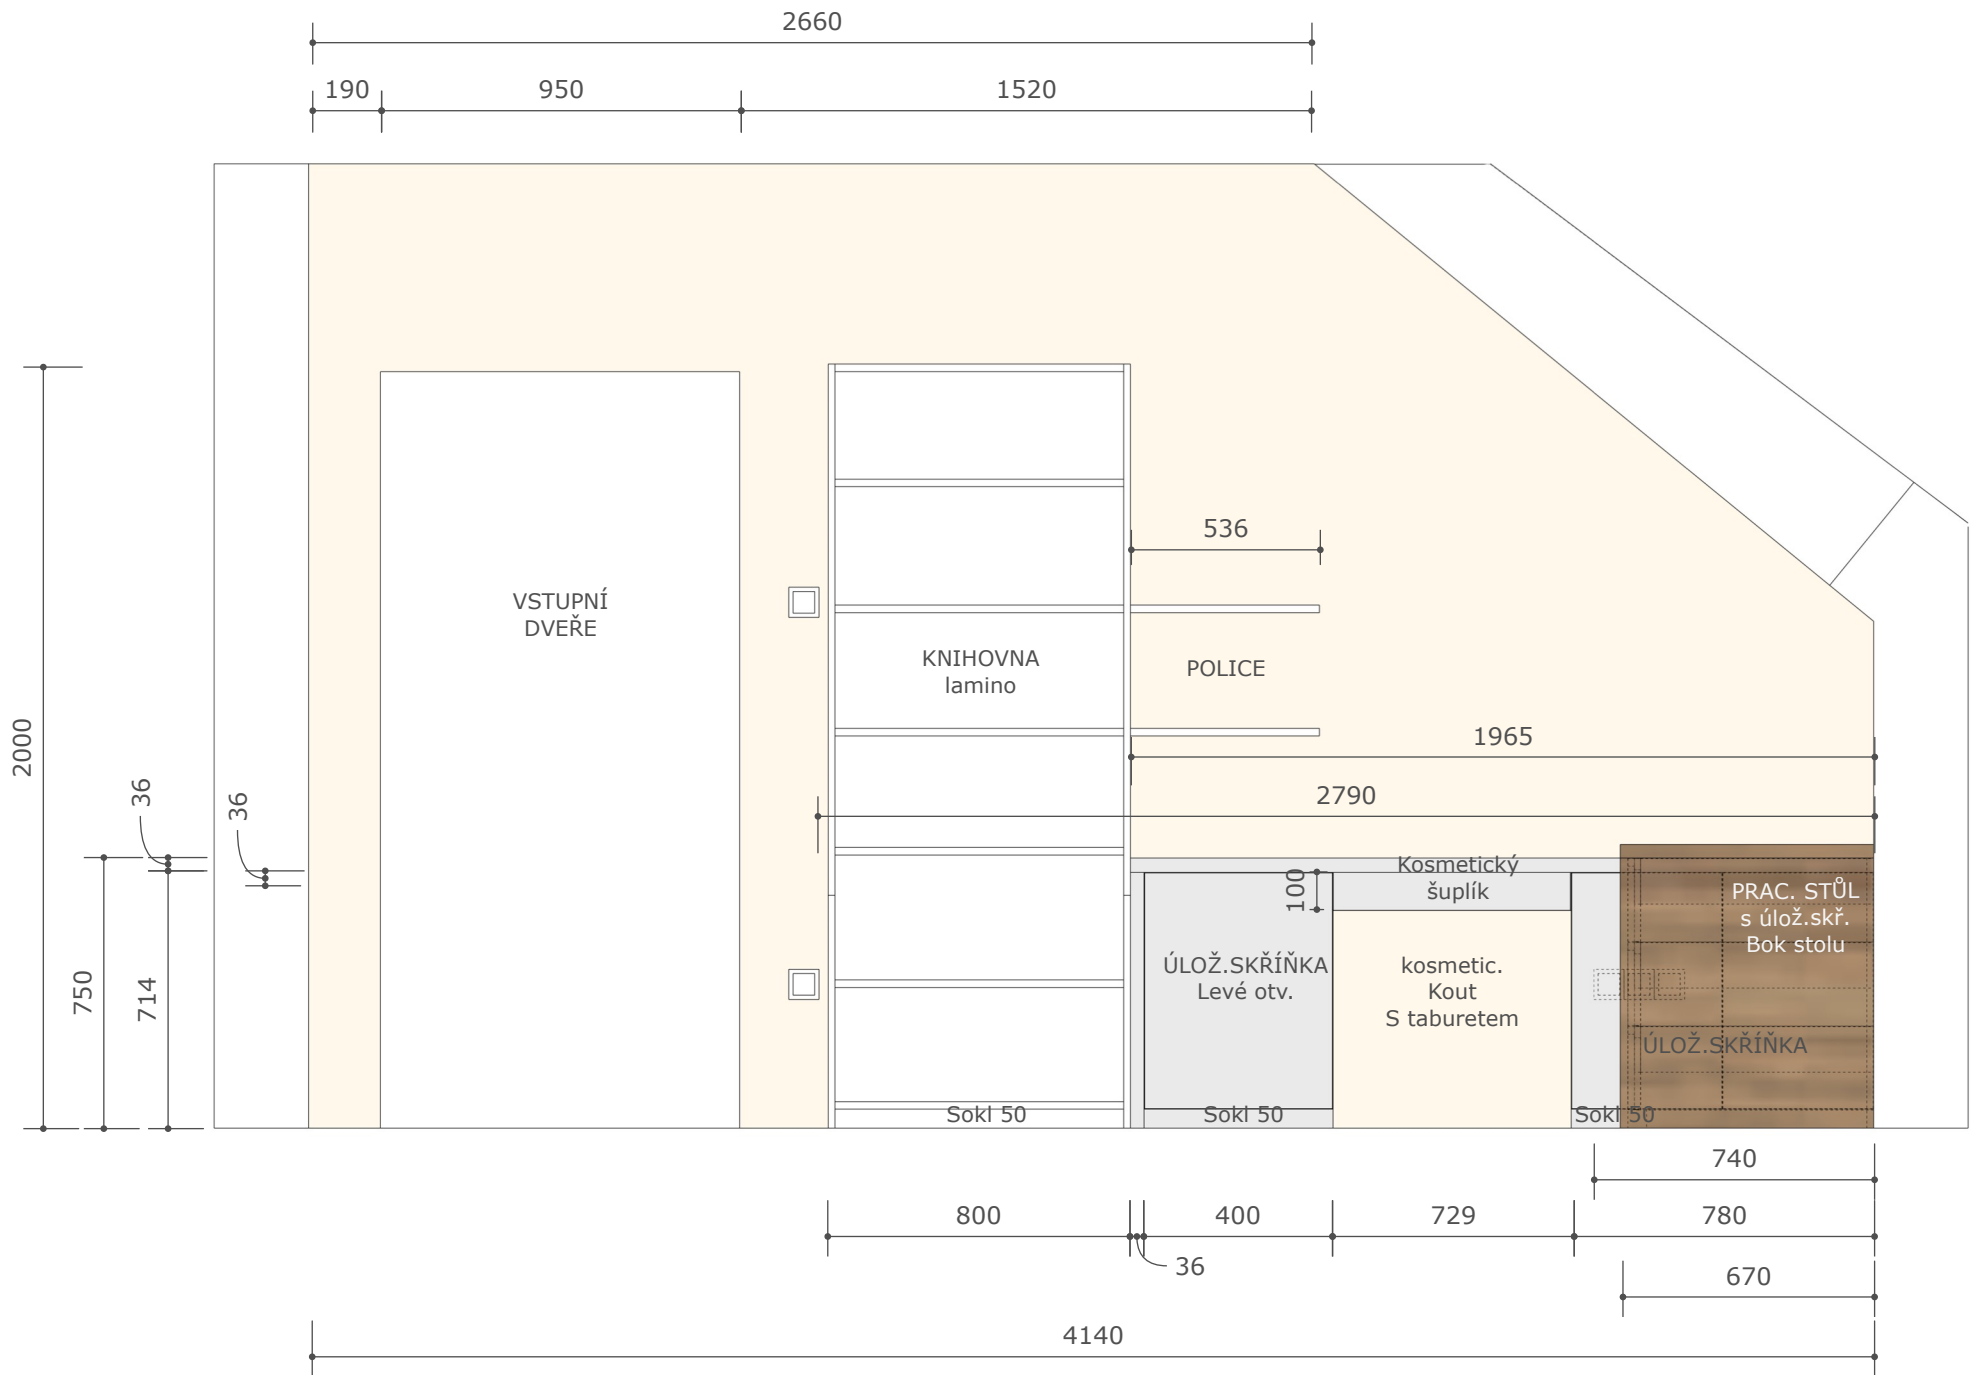 2660
190 950 1520
VSTUPNÍ
DVEŘE
KNIHOVNA
lamino
536
POLICE
1965
2790
2000
36
36
750
714
100
Kosmetický
šuplík
PRAC. STŮL
s úlož.skř.
Bok stolu
ÚLOŽ.SKŘÍŇKA
Levé otv.
kosmetic.
Kout
S taburetem
ÚLOŽ.SKŘÍŇKA
Sokl 50 Sokl 50 Sokl 50
740
800 400 729 780
36
670
4140